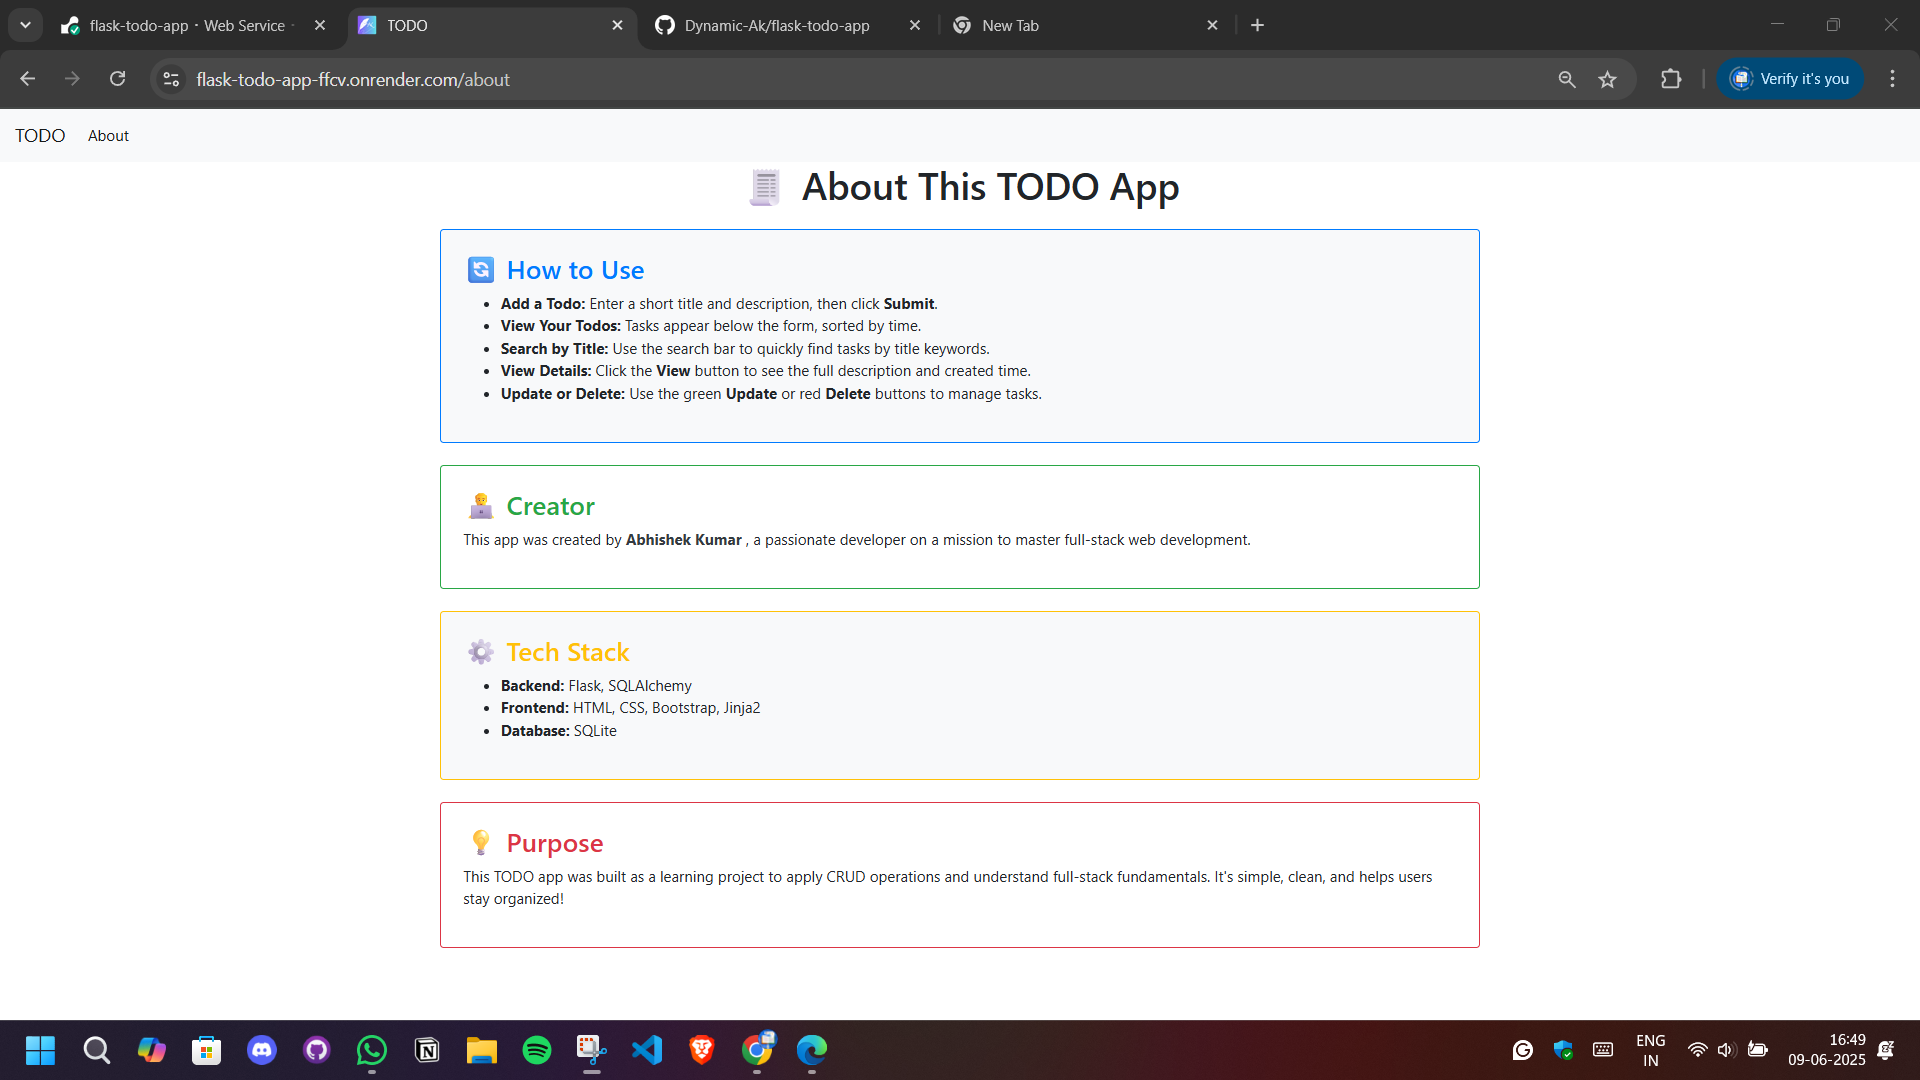 flask-todo-app · Web Service ·
TODO
Dynamic-Ak/flask-todo-app
New Tab
flask-todo-app-ffcv.onrender.com/about
Verify it's you
TODO About
About This TODO App
How to Use
• Add a Todo: Enter a short title and description, then click Submit.
• View Your Todos: Tasks appear below the form, sorted by time.
• Search by Title: Use the search bar to quickly find tasks by title keywords.
• View Details: Click the View button to see the full description and created time.
• Update or Delete: Use the green Update or red Delete buttons to manage tasks.
Creator
This app was created by Abhishek Kumar , a passionate developer on a mission to master full-stack web development.
Tech Stack
• Backend: Flask, SQLAlchemy
• Frontend: HTML, CSS, Bootstrap, Jinja2
• Database: SQLite
Purpose
This TODO app was built as a learning project to apply CRUD operations and understand full-stack fundamentals. It's simple, clean, and helps users
stay organized!
ENG
IN
16:49
09-06-2025